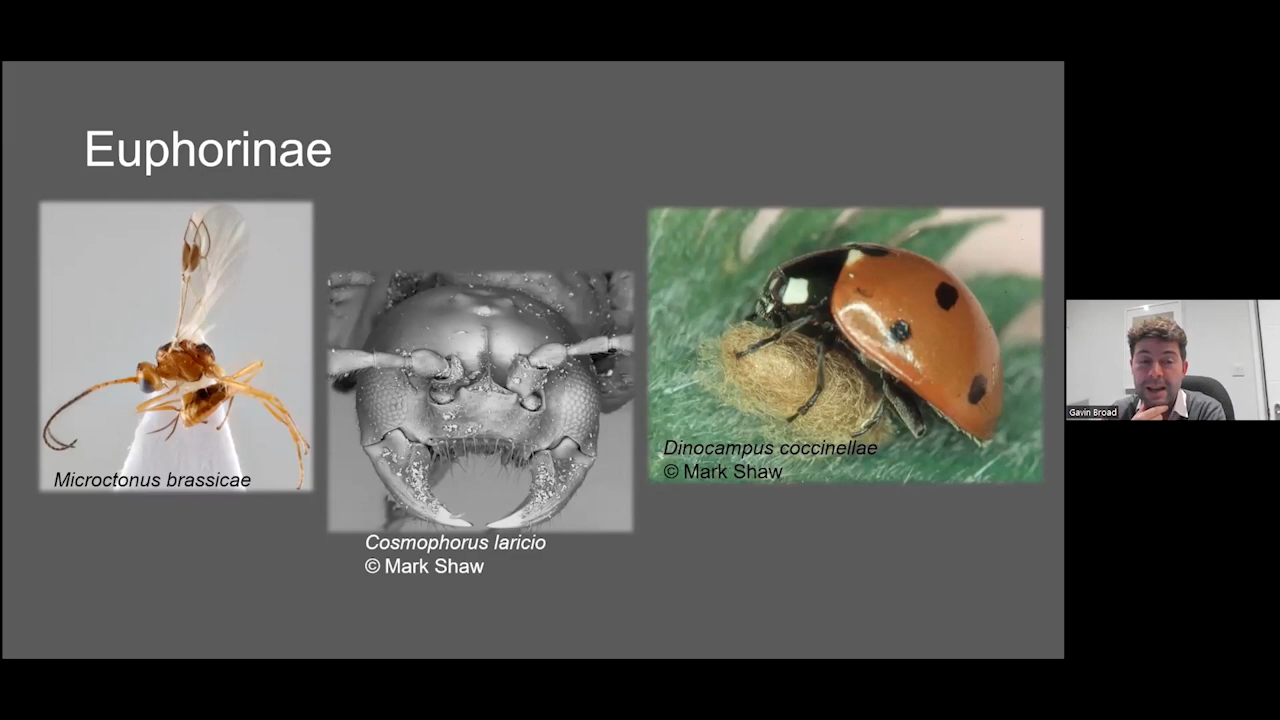 Euphorinae
Microctonus brassicae
Cosmophorus laricio
© Mark Shaw
Dinocampus coccinellae
© Mark Shaw
Gavin Broad